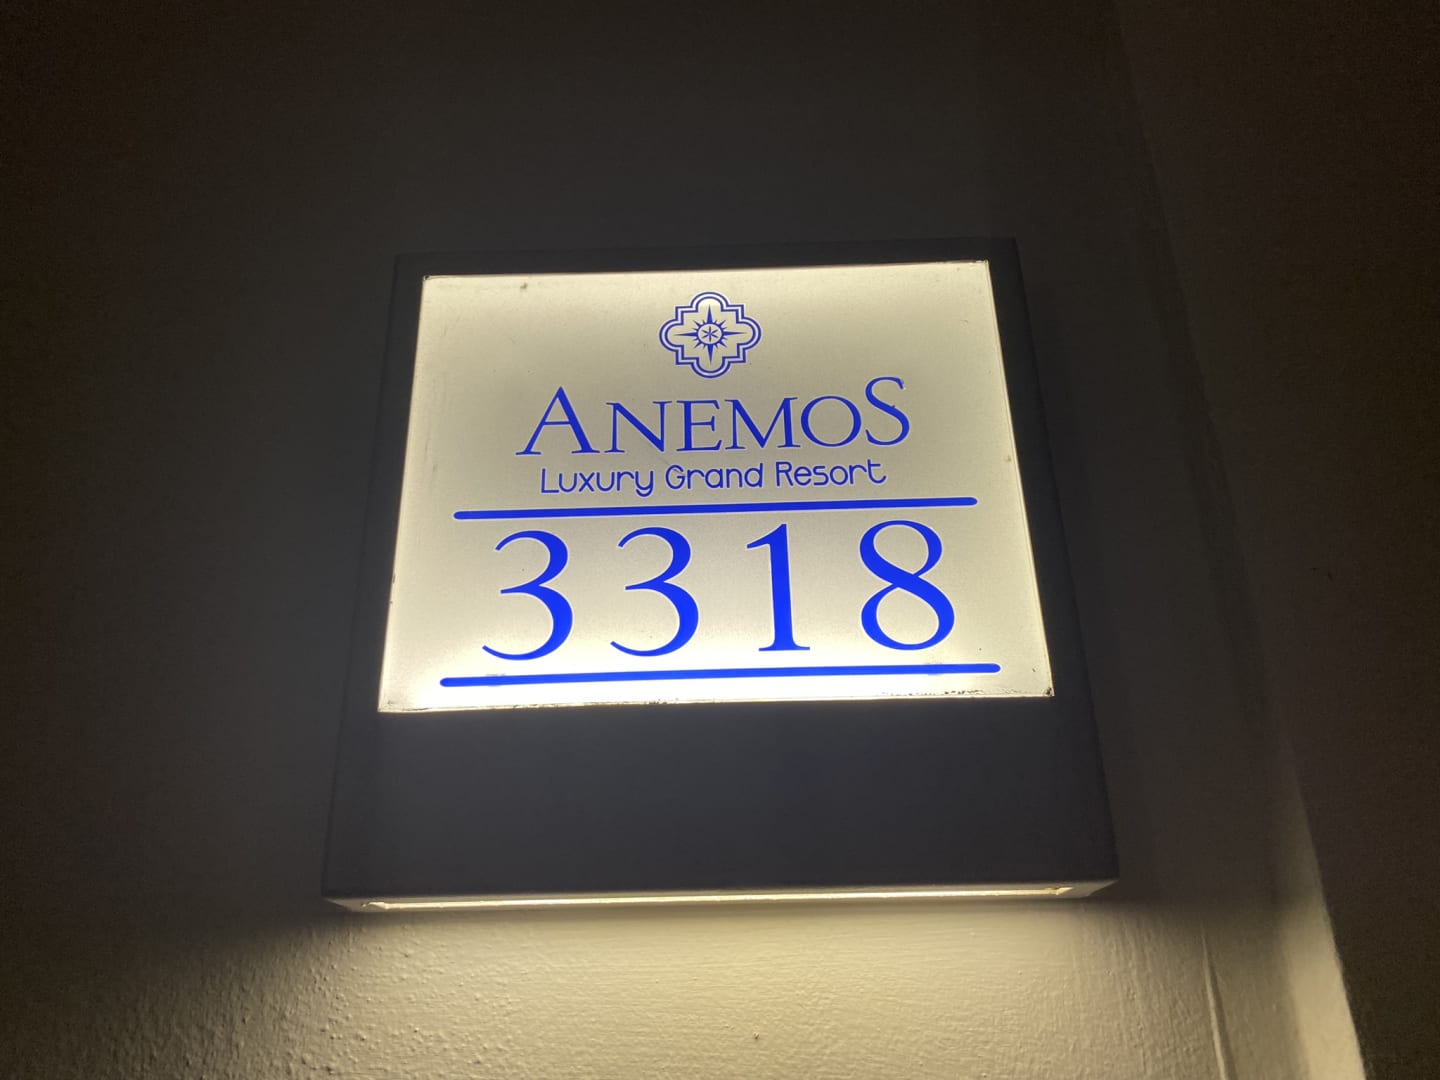 ANEMOS
Luxury Grand Resort
3318